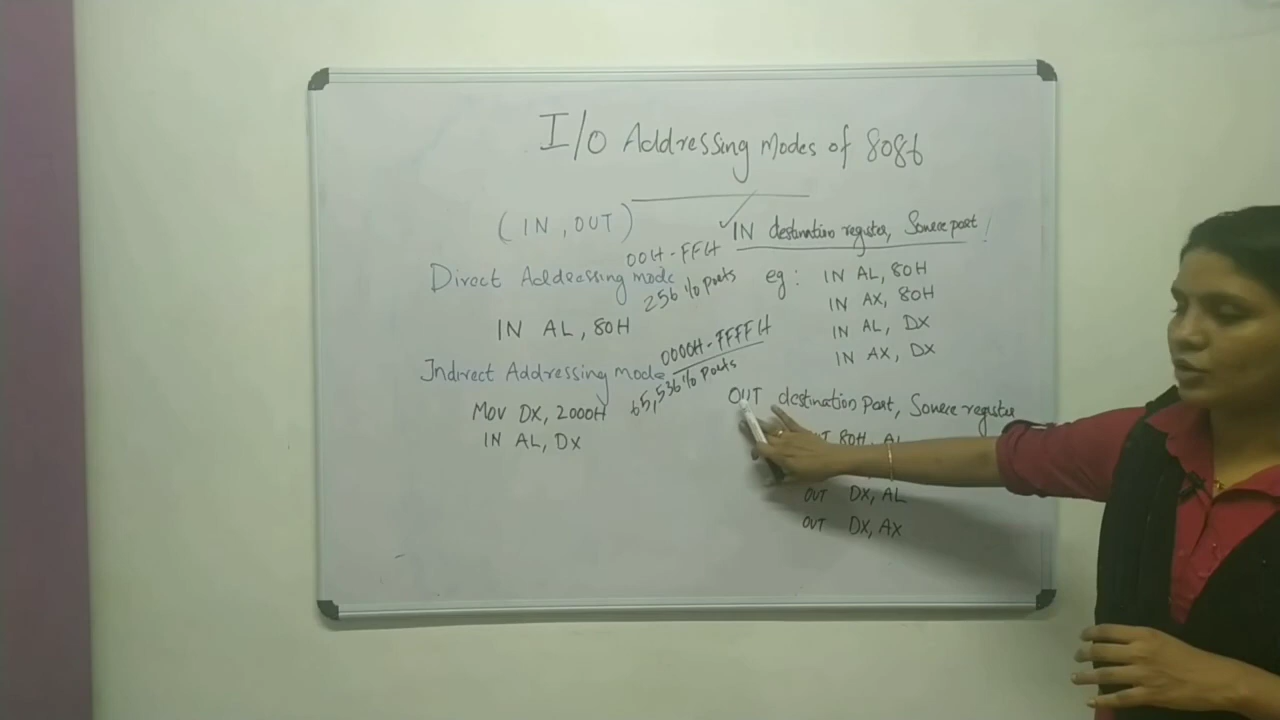 I/O Addressing Modes of 8086
(IN, OUT)
IN destination register, Source port
Direct Addressing mode
00H-FFH
256 I/O ports
IN AL, 80H
Indirect Addressing mode
0000H-FFFFH
65,536 I/O ports
MOV DX, 2000H
IN AL, DX
eg: IN AL, 80H
IN AX, 80H
IN AL, DX
IN AX, DX
OUT destination port, Source register
80H, AL
OUT DX, AL
OUT DX, AX